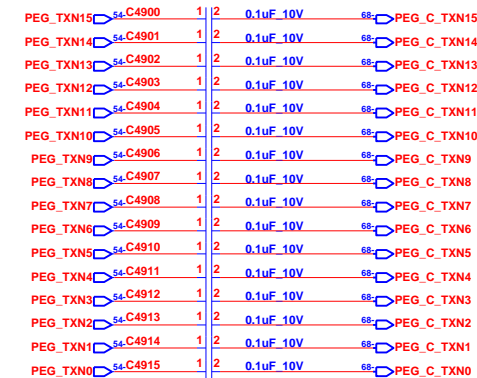 PEG_TXN15 54- C4900 1 2 0.1uF_10V 68- PEG_C_TXN15
PEG_TXN14 54- C4901 1 2 0.1uF_10V 68- PEG_C_TXN14
PEG_TXN13 54- C4902 1 2 0.1uF_10V 68- PEG_C_TXN13
PEG_TXN12 54- C4903 1 2 0.1uF_10V 68- PEG_C_TXN12
PEG_TXN11 54- C4904 1 2 0.1uF_10V 68- PEG_C_TXN11
PEG_TXN10 54- C4905 1 2 0.1uF_10V 68- PEG_C_TXN10
PEG_TXN9 54- C4906 1 2 0.1uF_10V 68- PEG_C_TXN9
PEG_TXN8 54- C4907 1 2 0.1uF_10V 68- PEG_C_TXN8
PEG_TXN7 54- C4908 1 2 0.1uF_10V 68- PEG_C_TXN7
PEG_TXN6 54- C4909 1 2 0.1uF_10V 68- PEG_C_TXN6
PEG_TXN5 54- C4910 1 2 0.1uF_10V 68- PEG_C_TXN5
PEG_TXN4 54- C4911 1 2 0.1uF_10V 68- PEG_C_TXN4
PEG_TXN3 54- C4912 1 2 0.1uF_10V 68- PEG_C_TXN3
PEG_TXN2 54- C4913 1 2 0.1uF_10V 68- PEG_C_TXN2
PEG_TXN1 54- C4914 1 2 0.1uF_10V 68- PEG_C_TXN1
PEG_TXN0 54- C4915 1 2 0.1uF_10V 68- PEG_C_TXN0